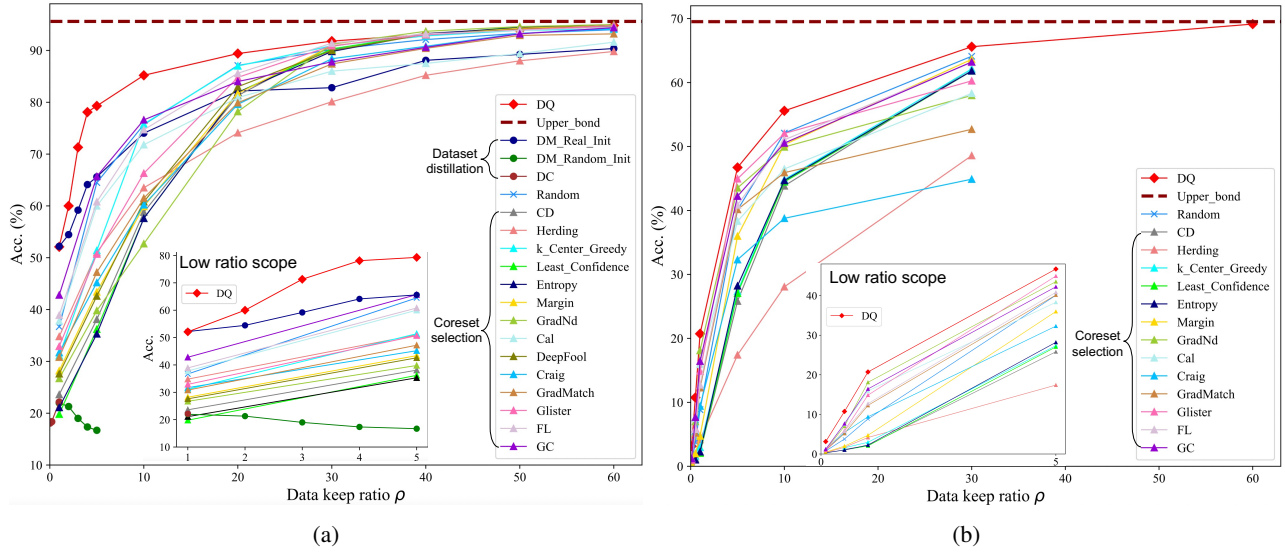 100
90
80
70
60
50
40
30
20
10
Acc. (%)
0
10
20
30
40
50
60
Data keep ratio ρ
DQ
Upper_bond
DM_Real_Init
DM_Random_Init
DC
Random
CD
Herding
k_Center_Greedy
Least_Confidence
Entropy
Margin
GradNd
Cal
DeepFool
Craig
GradMatch
Glister
FL
GC
Dataset
distillation
Coreset
selection
Low ratio scope
DQ
80
70
60
50
40
30
20
10
Acc.
1
2
3
4
5
(a)
70
60
50
40
30
20
10
0
Acc. (%)
0
10
20
30
40
50
60
Data keep ratio ρ
DQ
Upper_bond
Random
CD
Herding
k_Center_Greedy
Least_Confidence
Entropy
Margin
GradNd
Cal
Craig
GradMatch
Glister
FL
GC
Coreset
selection
Low ratio scope
DQ
40
30
20
10
0
0
5
(b)